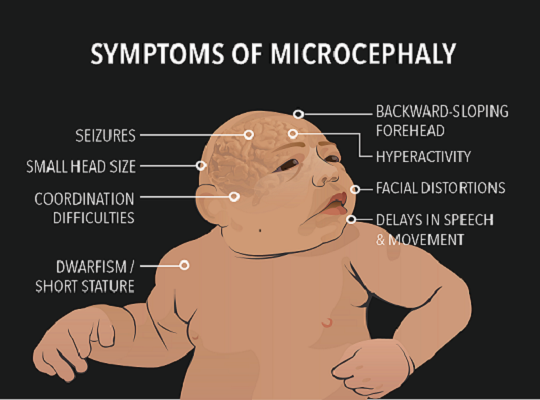 SYMPTOMS OF MICROCEPHALY
SEIZURES
SMALL HEAD SIZE
COORDINATION
DIFFICULTIES
DWARFISM /
SHORT STATURE
BACKWARD-SLOPING
FOREHEAD
HYPERACTIVITY
FACIAL DISTORTIONS
DELAYS IN SPEECH
& MOVEMENT